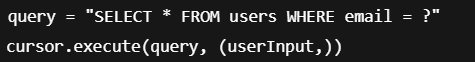 query = "SELECT * FROM users WHERE email = ?"
cursor.execute(query, (userInput,))